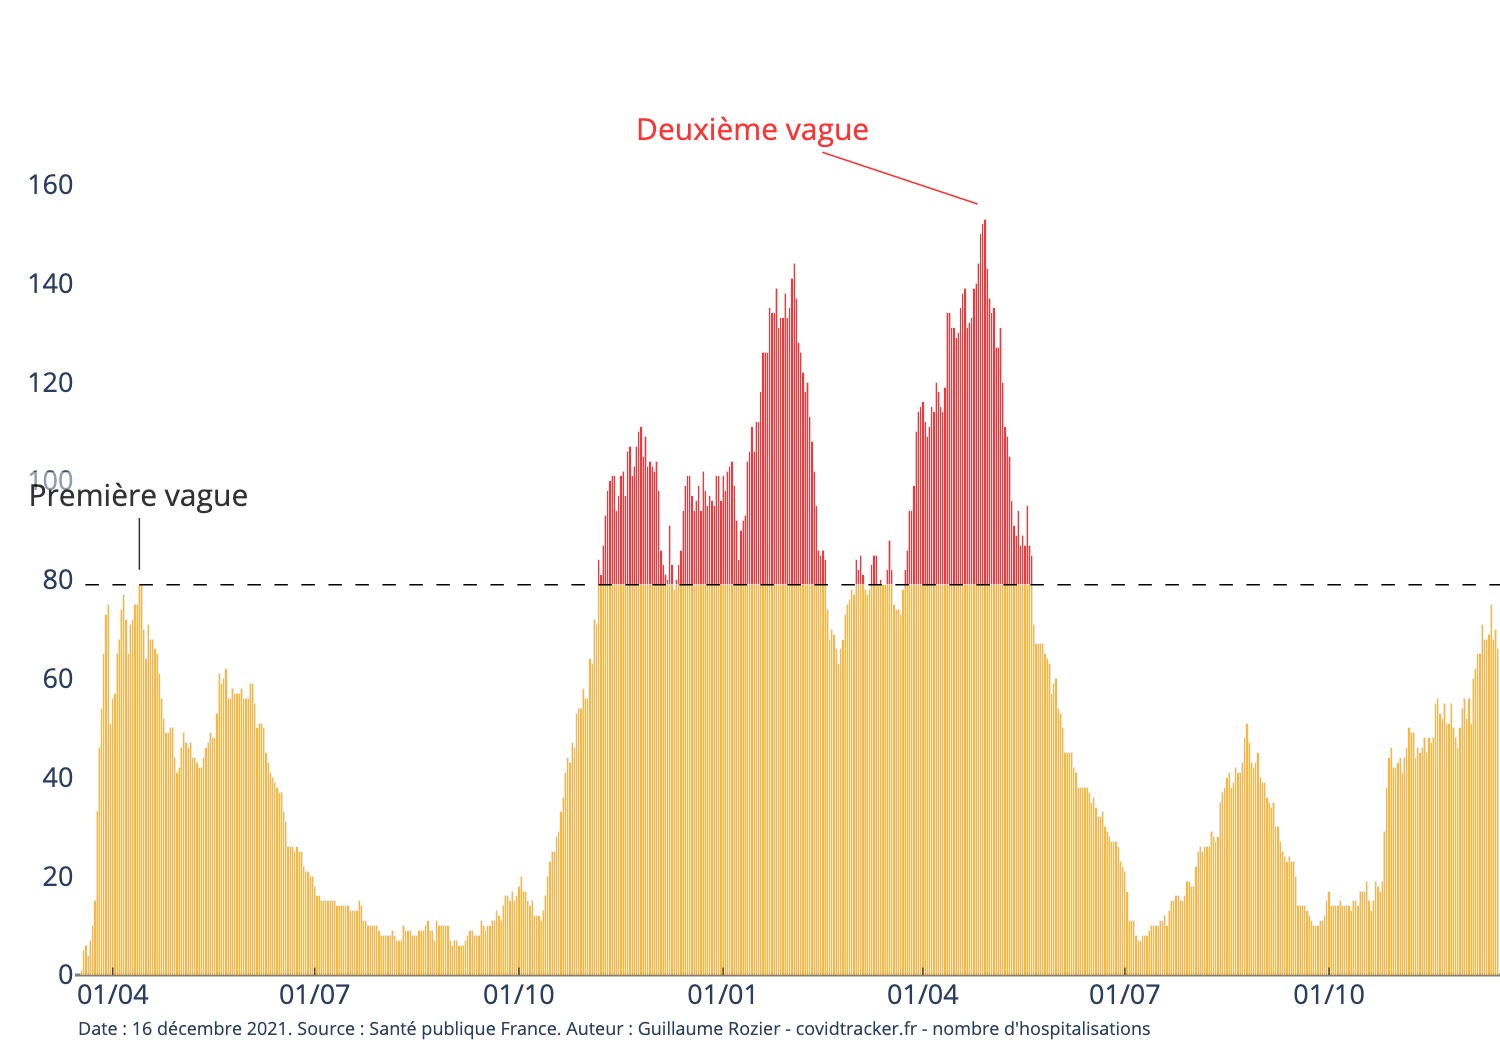 Deuxième vague
160
140
120
100
Première vague
80
60
40
20
0
01/04 01/07 01/10 01/01 01/04 01/07 01/10
Date : 16 décembre 2021. Source : Santé publique France. Auteur : Guillaume Rozier - covidtracker.fr - nombre d'hospitalisations